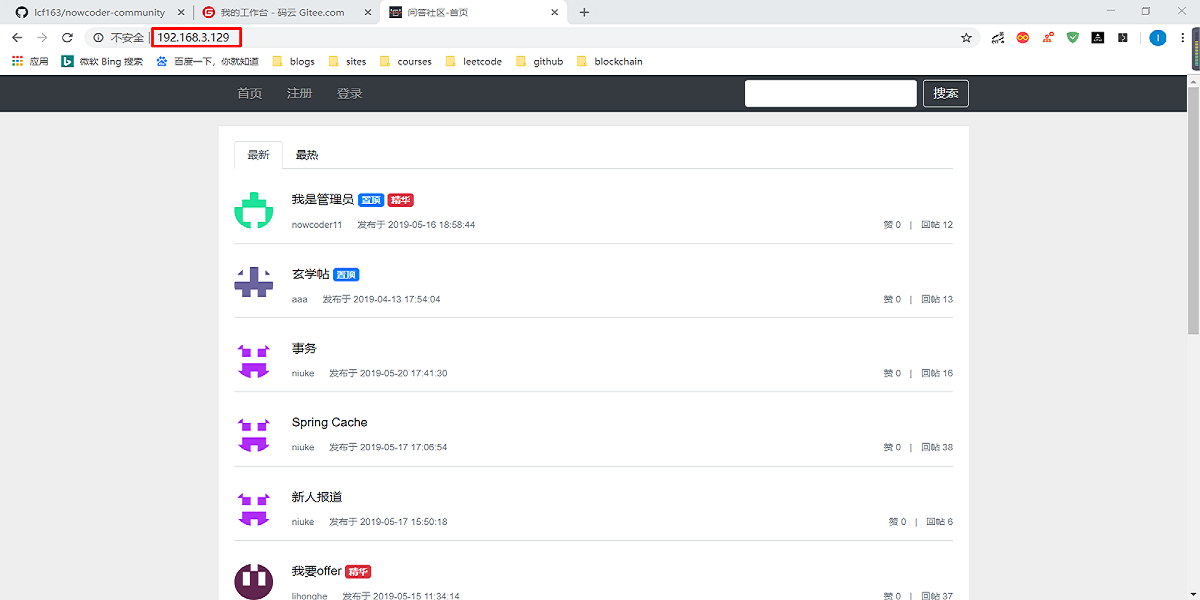 lcf163/nowcoder-community 我的工作台 - 码云 Gitee.com 问答社区-首页
不安全 192.168.3.129
应用 微软 Bing 搜索 百度一下，你就知道 blogs sites courses leetcode github blockchain
首页 注册 登录 搜索
最新 最热
我是管理员 置顶 精华
nowcoder11 发布于 2019-05-16 18:58:44 赞 0 | 回帖 12
玄学帖 置顶
aaa 发布于 2019-04-13 17:54:04 赞 0 | 回帖 13
事务
niuke 发布于 2019-05-20 17:41:30 赞 0 | 回帖 16
Spring Cache
niuke 发布于 2019-05-17 17:06:54 赞 0 | 回帖 38
新人报道
niuke 发布于 2019-05-17 15:50:18 赞 0 | 回帖 6
我要offer 精华
lihonghe 发布于 2019-05-15 11:34:14 赞 0 | 回帖 37